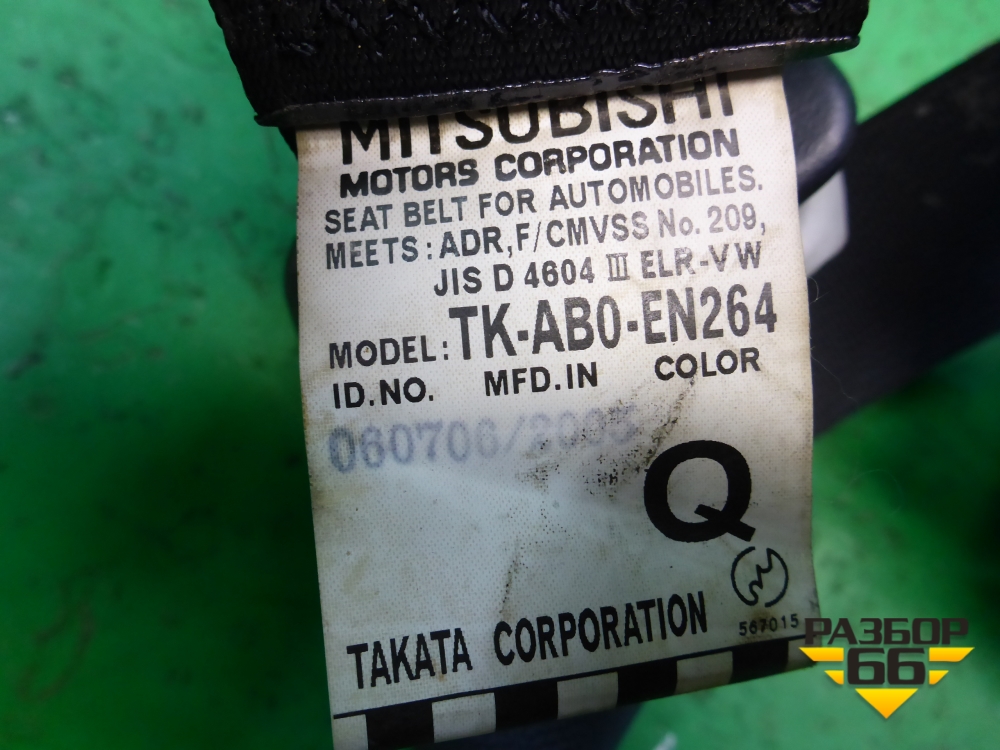 MITSUBISHI
MOTORS CORPORATION
SEAT BELT FOR AUTOMOBILES.
MEETS: ADR, F/CMVSS No. 209,
JIS D 4604 III ELR-VW
MODEL: TK-AB0-EN264
ID.NO. MFD.IN COLOR
Q
567015
TAKATA CORPORATION
РАЗБОР
66